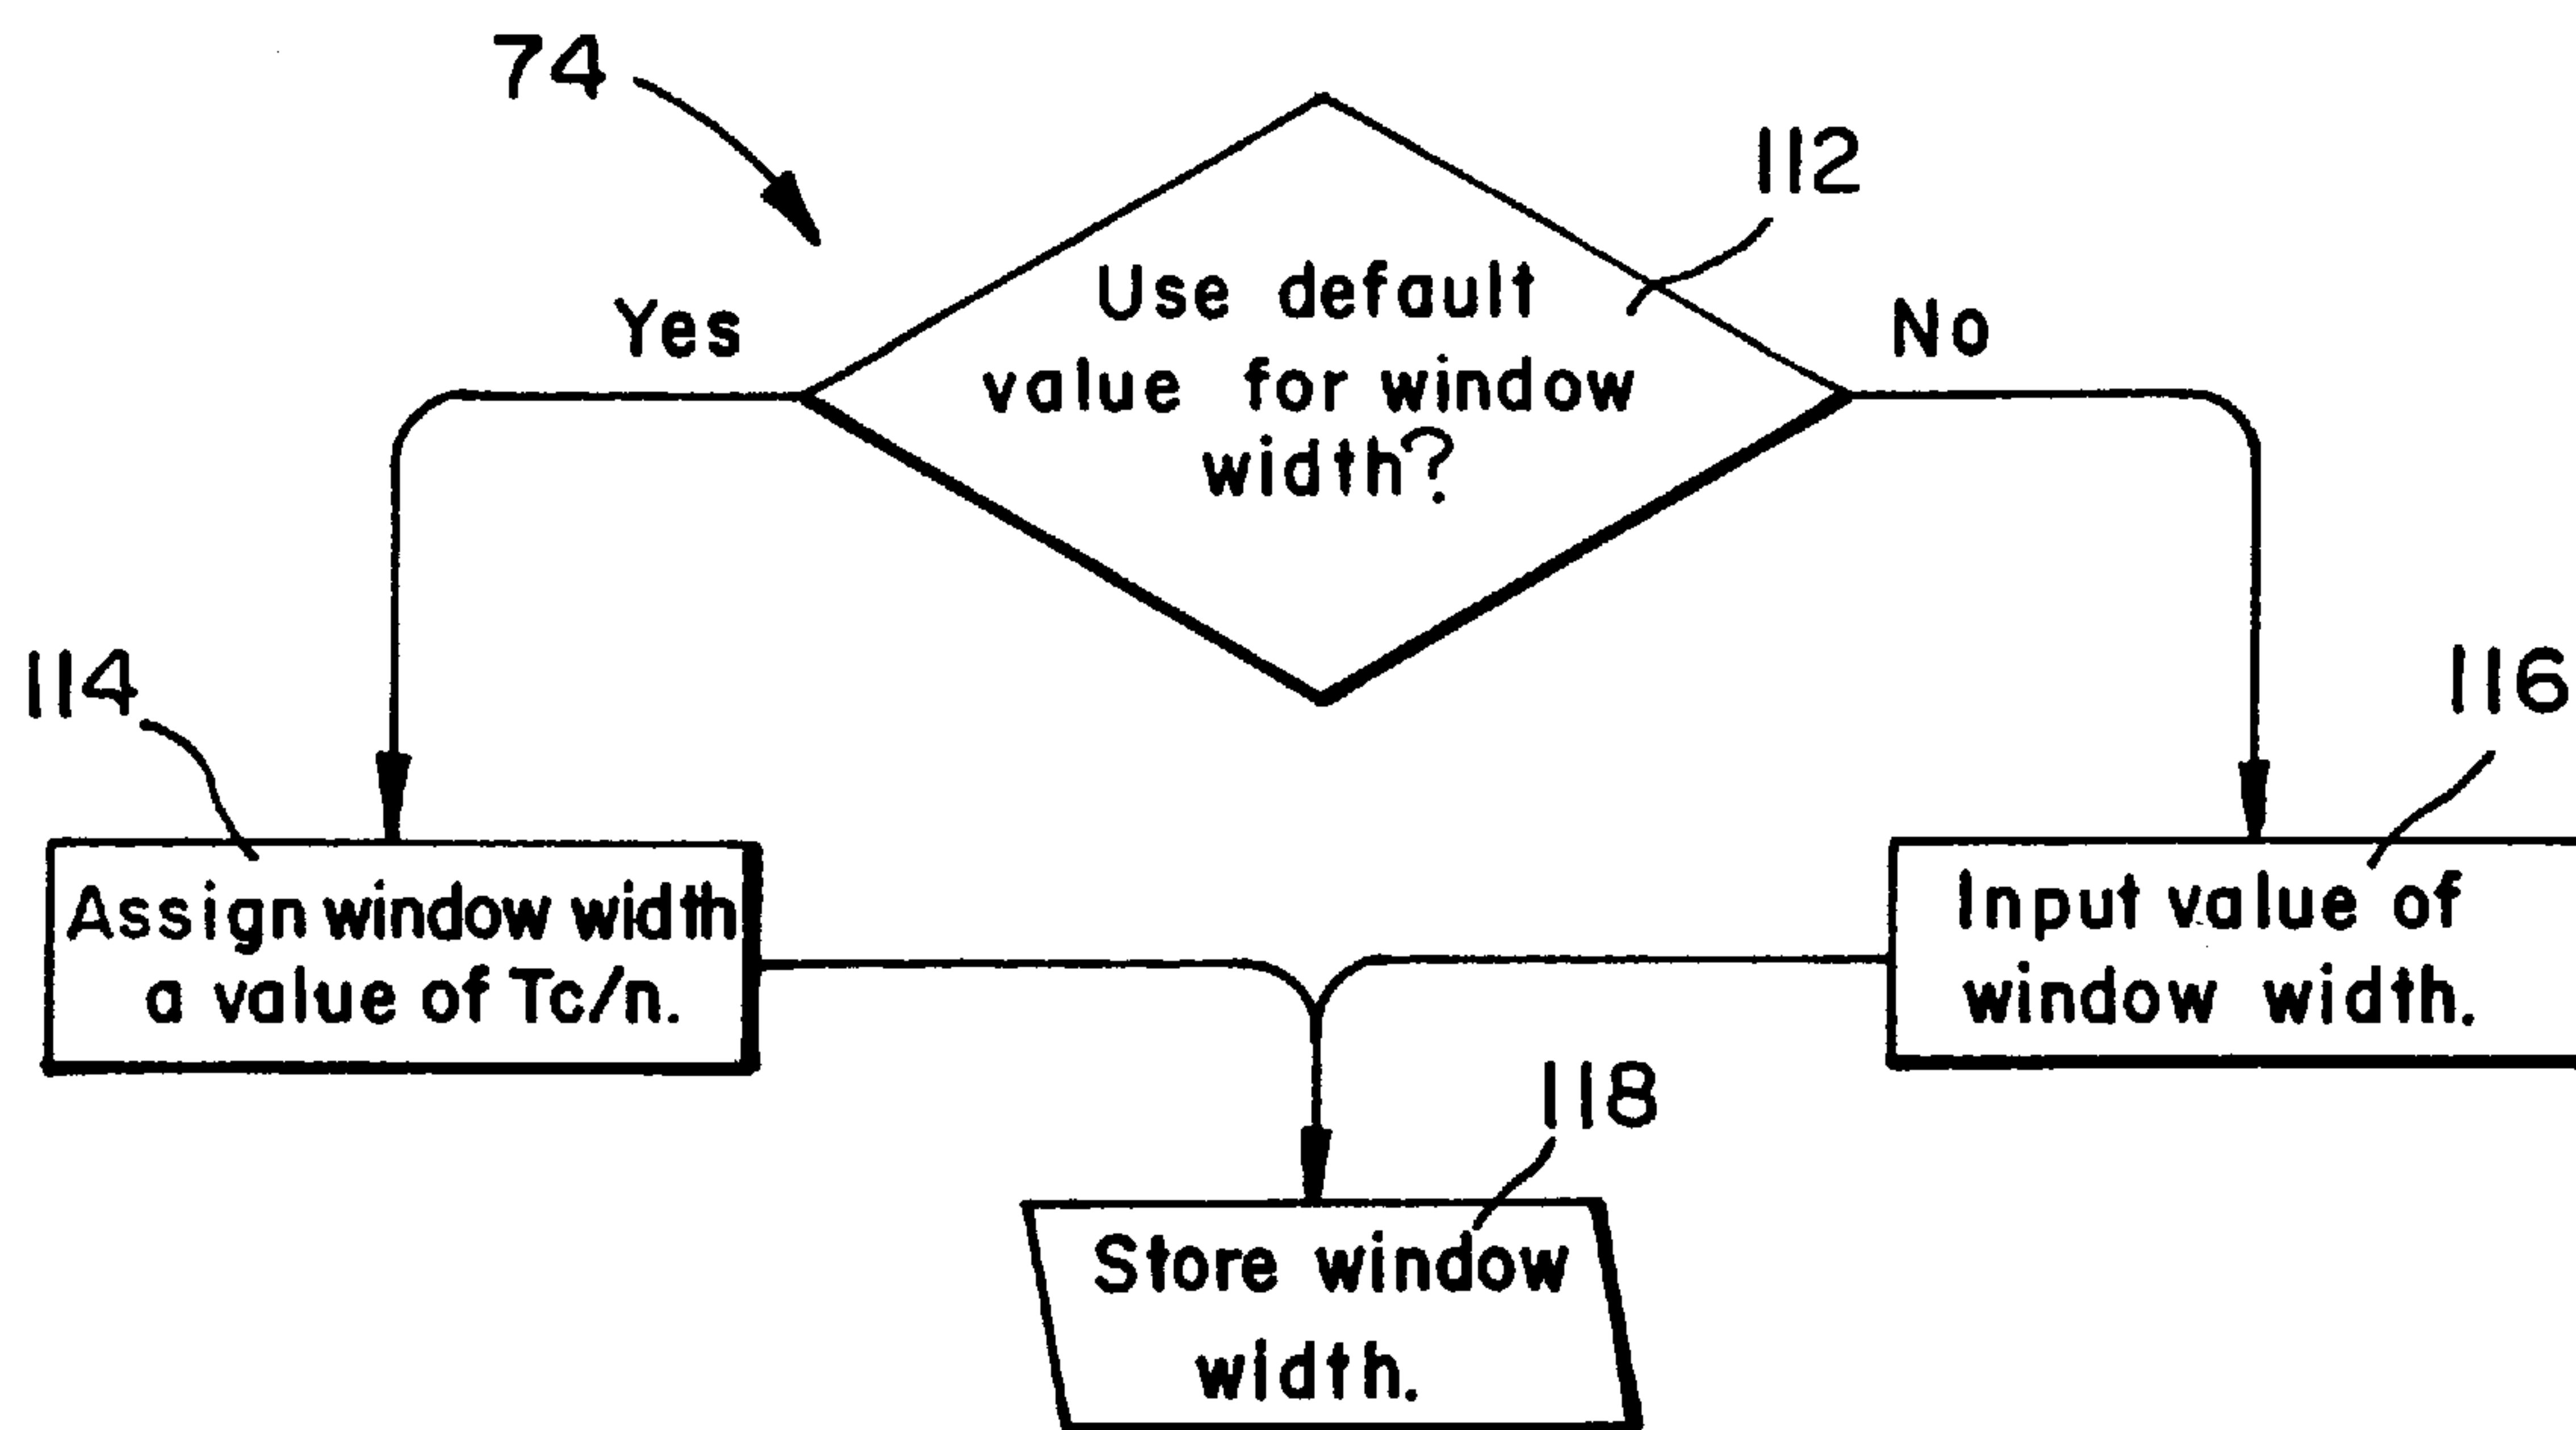 74
112
Use default
value for window
width?
Yes
No
114
116
Assign window width
a value of Tc/n.
Input value of
window width.
118
Store window
width.